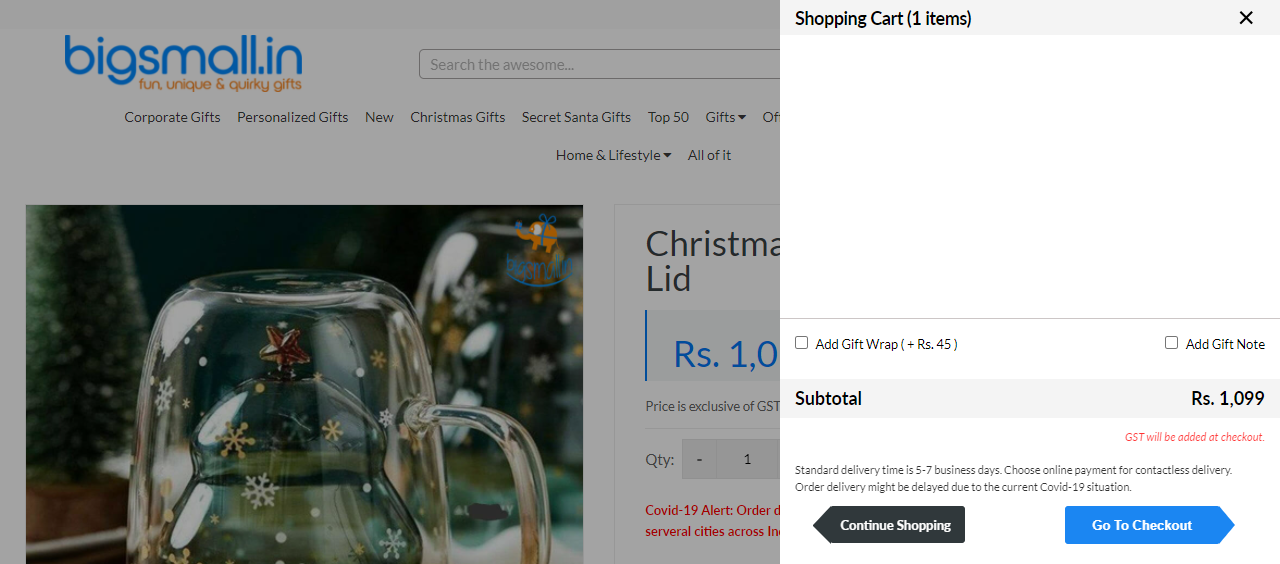 bigsmall.in
fun, unique & quirky gifts
Search the awesome...
Corporate Gifts Personalized Gifts New Christmas Gifts Secret Santa Gifts Top 50 Gifts
Home & Lifestyle All of it
bigsmall.in
Lid
Rs. 1,0
Price is exclusive of GST
Qty: - 1
Covid-19 Alert: Order d
serveral cities across In
Shopping Cart (1 items) ✕
Add Gift Wrap ( + Rs. 45 ) Add Gift Note
Subtotal Rs. 1,099
GST will be added at checkout.
Standard delivery time is 5-7 business days. Choose online payment for contactless delivery.
Order delivery might be delayed due to the current Covid-19 situation.
Continue Shopping Go To Checkout